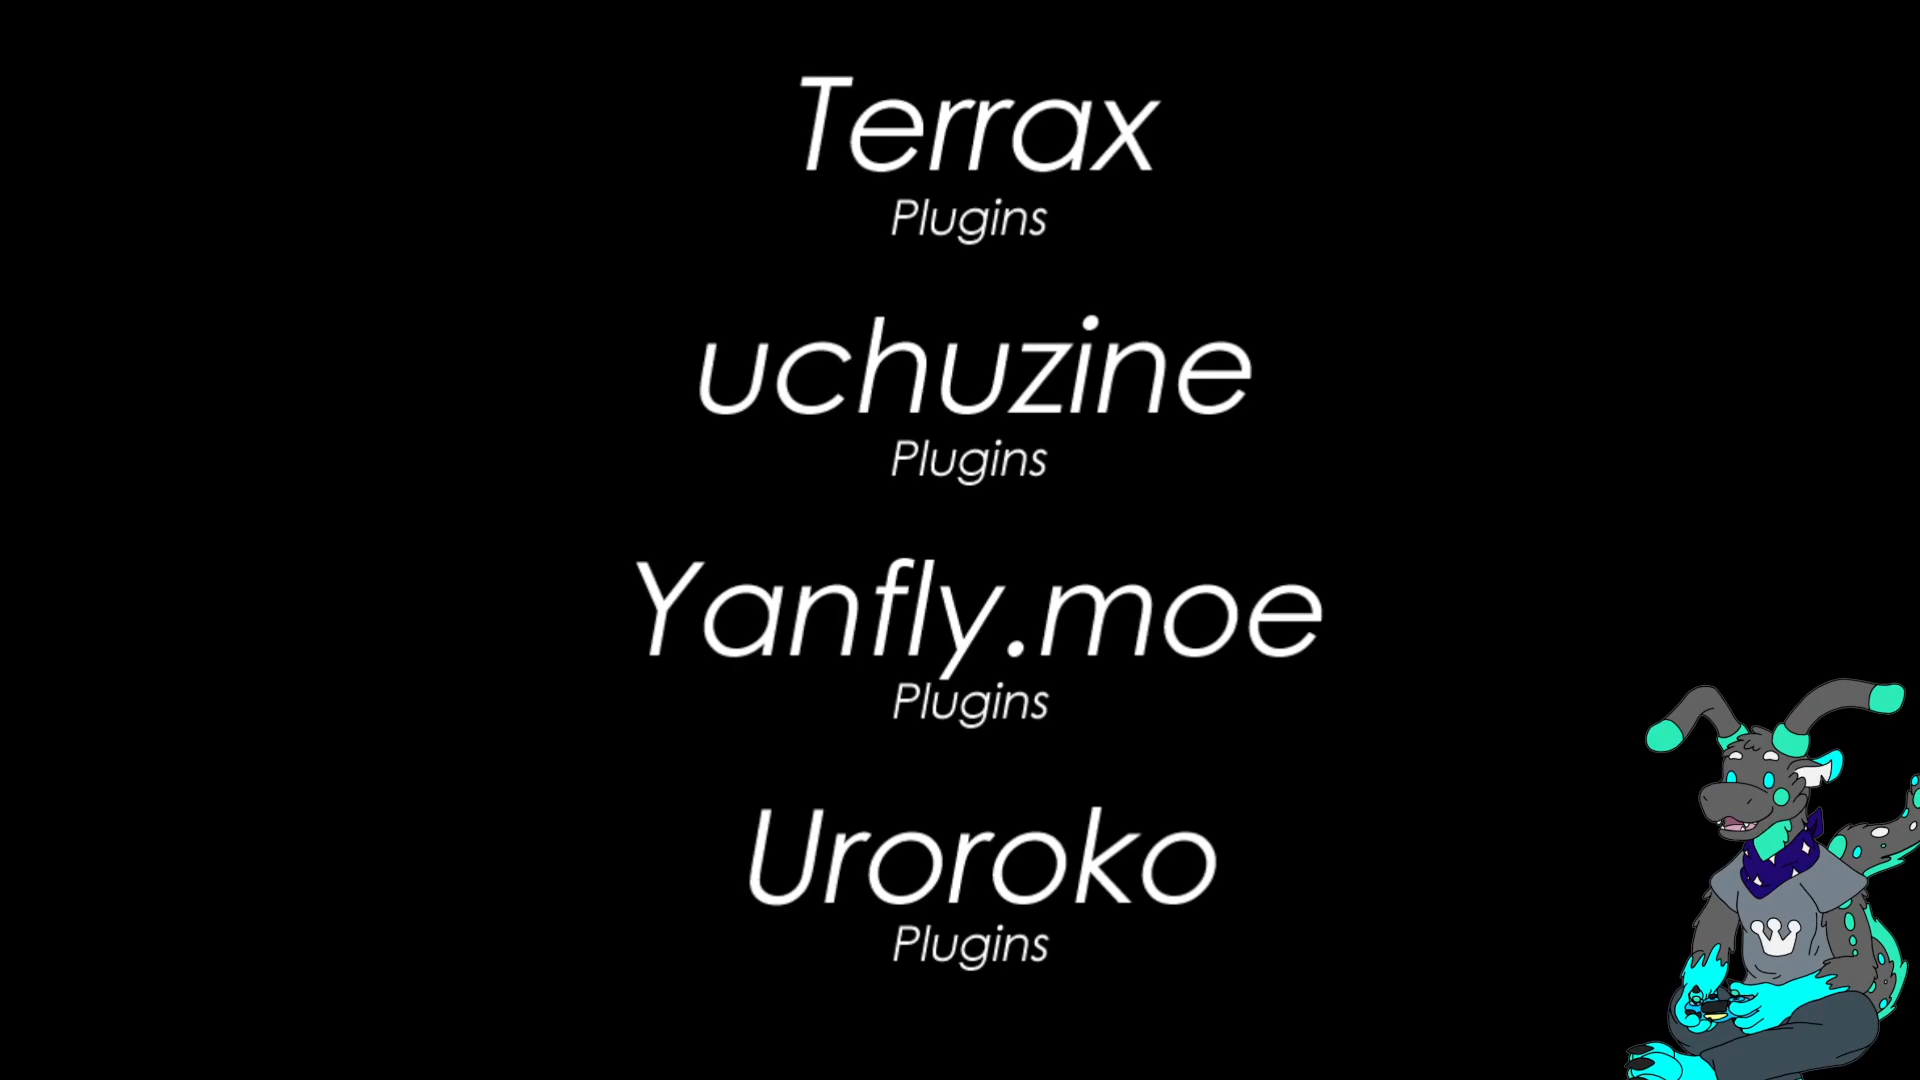 Terrax
Plugins
uchuzine
Plugins
Yanfly.moe
Plugins
Uroroko
Plugins